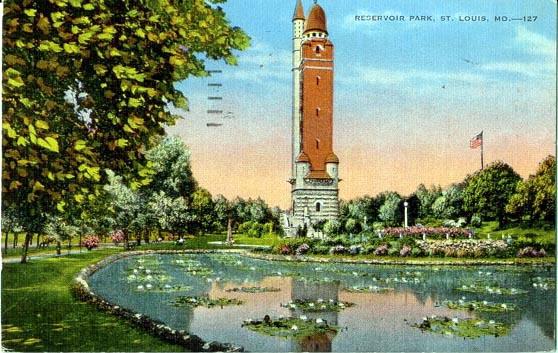 RESERVOIR PARK, ST. LOUIS, MO.—127